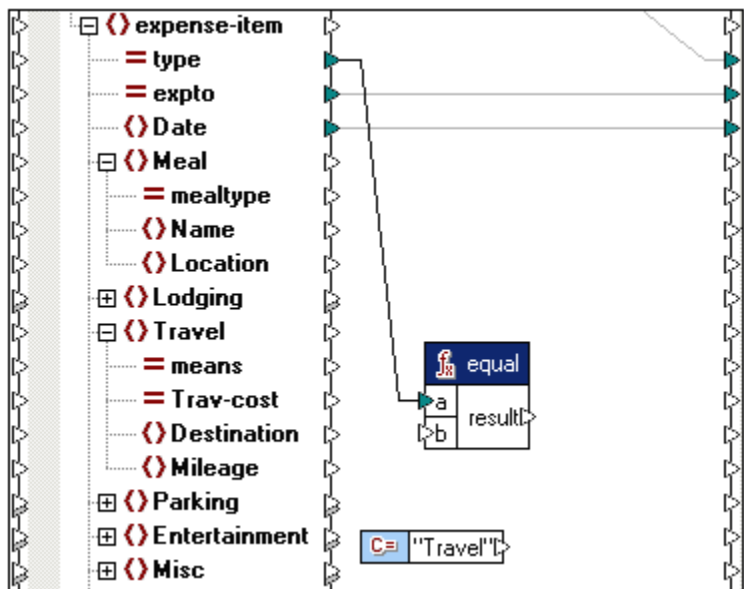 expense-item
= type
= expto
Date
Meal
= mealtype
Name
Location
Lodging
Travel
= means
= Trav-cost
Destination
Mileage
Parking
Entertainment
Misc
fx equal
a
b
result
C= "Travel"